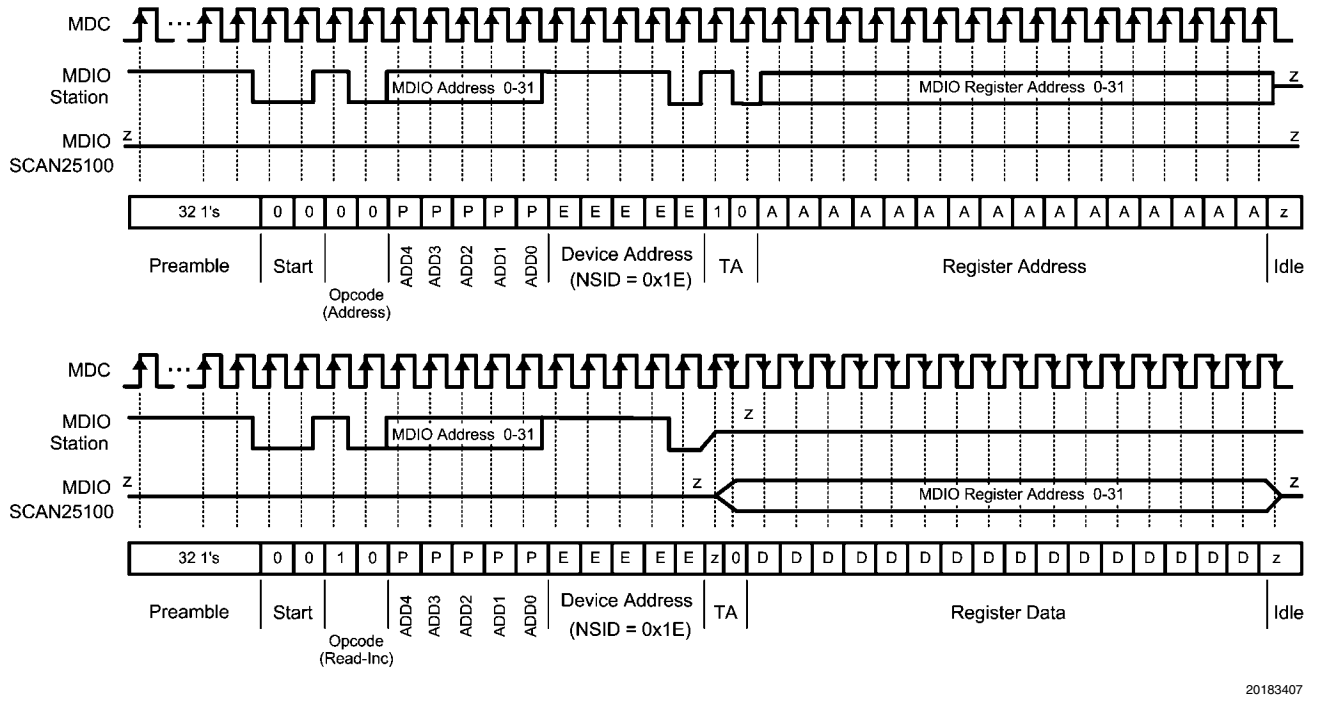 MDC
MDIO
Station
MDIO Address 0-31
MDIO Register Address 0-31
z
MDIO
SCAN25100
z
z
32 1's 0 0 0 0 P P P P P E E E E E 1 0 A A A A A A A A A A A A A A A A z
Preamble
Start
Opcode
(Address)
ADD4
ADD3
ADD2
ADD1
ADD0
Device Address
(NSID = 0x1E)
TA
Register Address
Idle
MDC
MDIO
Station
MDIO Address 0-31
z
MDIO
SCAN25100
z
z
MDIO Register Address 0-31
z
32 1's 0 0 1 0 P P P P P E E E E E z 0 D D D D D D D D D D D D D D D D z
Preamble
Start
Opcode
(Read-Inc)
ADD4
ADD3
ADD2
ADD1
ADD0
Device Address
(NSID = 0x1E)
TA
Register Data
Idle
20183407